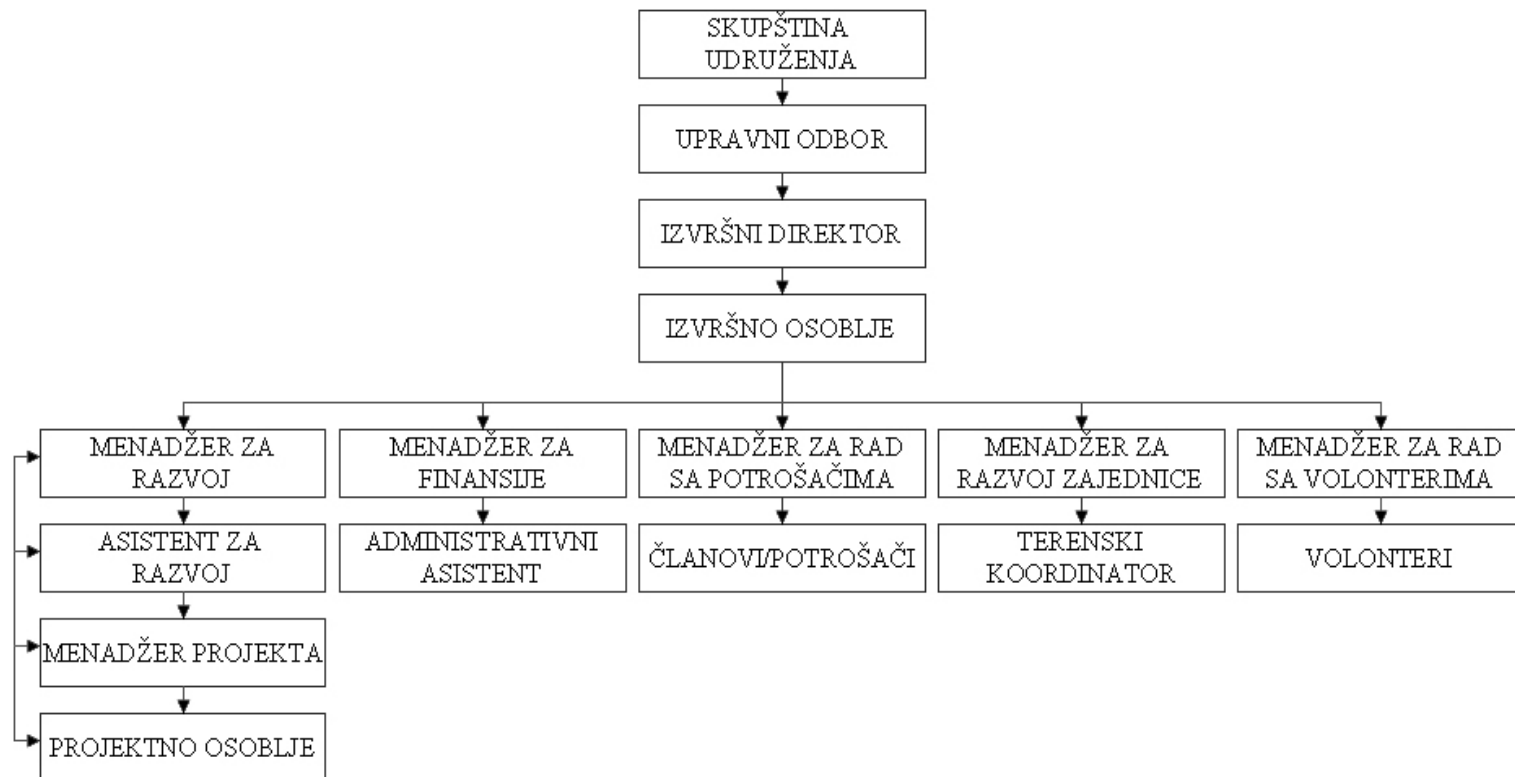 SKUPŠTINA
UDRUŽENJA
UPRAVNI ODBOR
IZVRŠNI DIREKTOR
IZVRŠNO OSOBLJE
MENADŽER ZA
RAZVOJ
MENADŽER ZA
FINANSIJE
MENADŽER ZA RAD
SA POTROŠAČIMA
MENADŽER ZA
RAZVOJ ZAJEDNICE
MENADŽER ZA RAD
SA VOLONTERIMA
ASISTENT ZA
RAZVOJ
ADMINISTRATIVNI
ASISTENT
ČLANOVI/POTROŠAČI
TERENSKI
KOORDINATOR
VOLONTERI
MENADŽER PROJEKTA
PROJEKTNO OSOBLJE